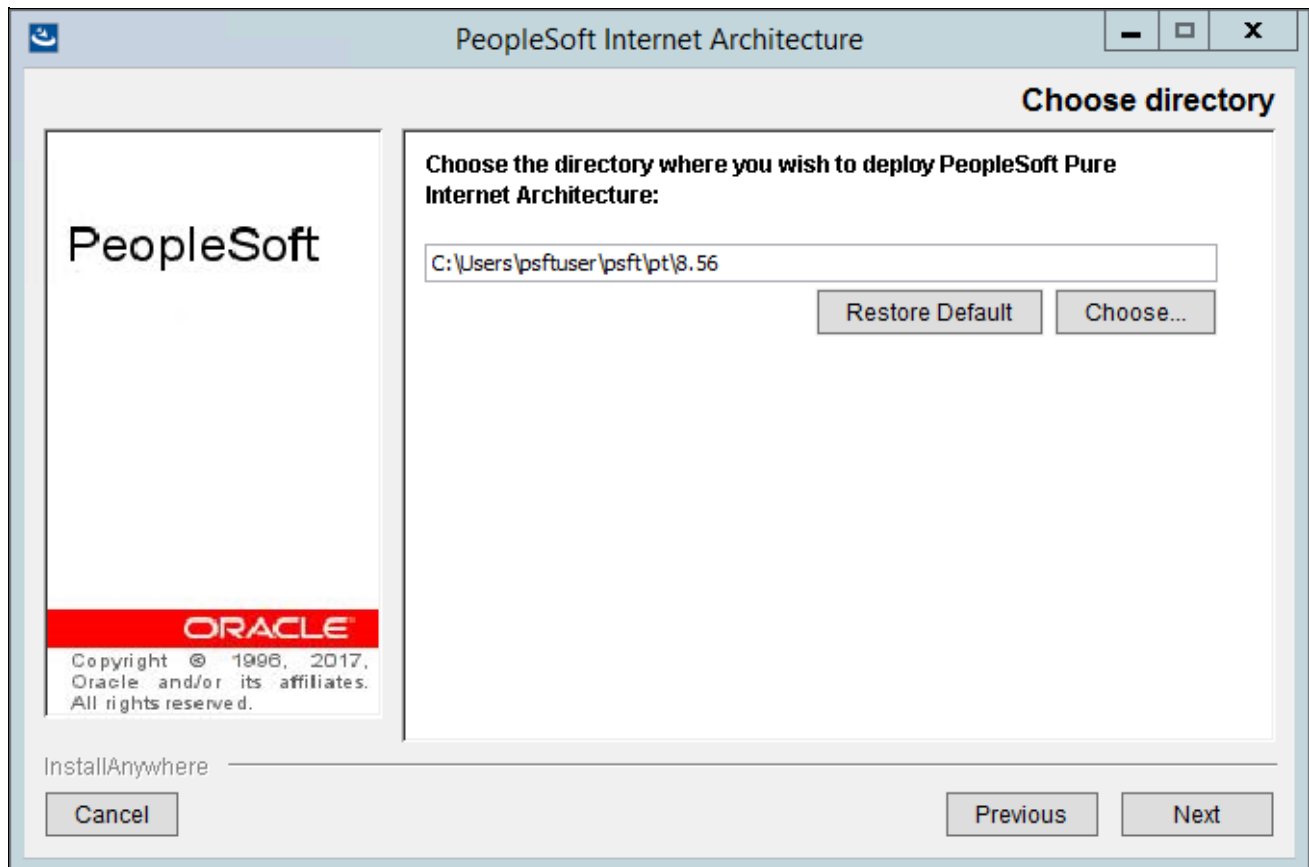 PeopleSoft Internet Architecture
Choose directory
PeopleSoft
ORACLE
Copyright © 1996, 2017,
Oracle and/or its affiliates.
All rights reserved.
Choose the directory where you wish to deploy PeopleSoft Pure
Internet Architecture:
C:\Users\psftuser\psft\pt\8.56
Restore Default Choose...
InstallAnywhere
Cancel Previous Next